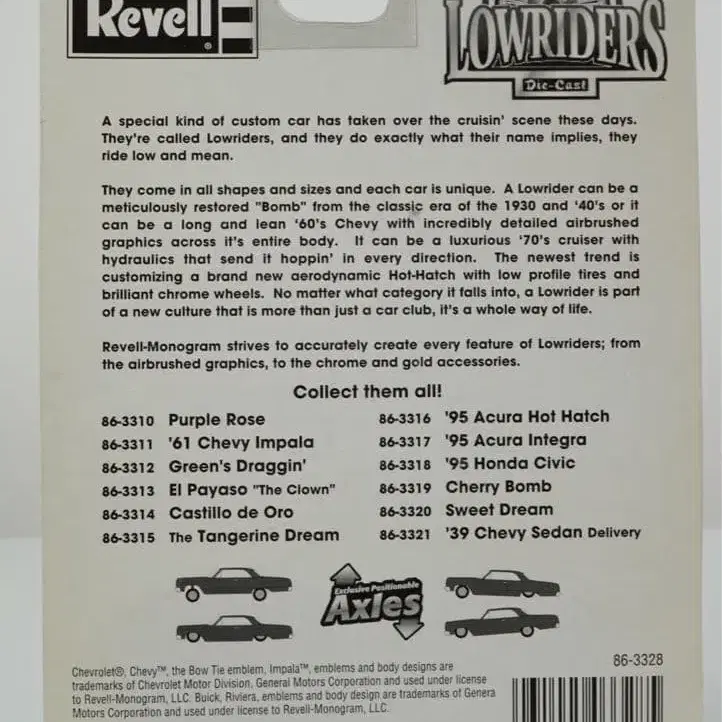 Revell
LOWRIDERS
Die-Cast
A special kind of custom car has taken over the cruisin' scene these days.
They're called Lowriders, and they do exactly what their name implies, they
ride low and mean.
They come in all shapes and sizes and each car is unique. A Lowrider can be a
meticulously restored "Bomb" from the classic era of the 1930 and '40's or it
can be a long and lean '60's Chevy with incredibly detailed airbrushed
graphics across it's entire body. It can be a luxurious '70's cruiser with
hydraulics that send it hoppin' in every direction. The newest trend is
customizing a brand new aerodynamic Hot-Hatch with low profile tires and
brilliant chrome wheels. No matter what category it falls into, a Lowrider is part
of a new culture that is more than just a car club, it's a whole way of life.
Revell-Monogram strives to accurately create every feature of Lowriders; from
the airbrushed graphics, to the chrome and gold accessories.
Collect them all!
86-3310 Purple Rose
86-3311 '61 Chevy Impala
86-3312 Green's Draggin'
86-3313 El Payaso "The Clown"
86-3314 Castillo de Oro
86-3315 The Tangerine Dream
86-3316 '95 Acura Hot Hatch
86-3317 '95 Acura Integra
86-3318 '95 Honda Civic
86-3319 Cherry Bomb
86-3320 Sweet Dream
86-3321 '39 Chevy Sedan Delivery
Exclusive Positionable
Axles
86-3328
Chevrolet®, Chevy™, the Bow Tie emblem, Impala™, emblems and body designs are
trademarks of Chevrolet Motor Division, General Motors Corporation and used under license
to Revell-Monogram, LLC. Buick, Riviera, emblems and body design are trademarks of Genera
Motors Corporation and used under license to Revell-Monogram, LLC.